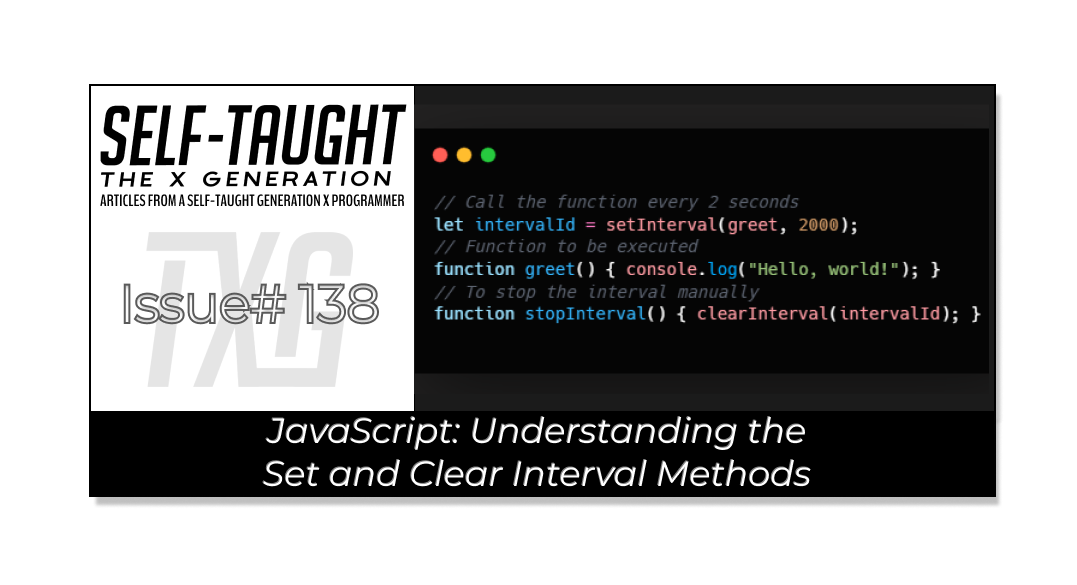 SELF-TAUGHT
THE X GENERATION
ARTICLES FROM A SELF-TAUGHT GENERATION X PROGRAMMER
TXG
Issue# 138
// Call the function every 2 seconds
let intervalId = setInterval(greet, 2000);
// Function to be executed
function greet() { console.log("Hello, world!"); }
// To stop the interval manually
function stopInterval() { clearInterval(intervalId); }
JavaScript: Understanding the
Set and Clear Interval Methods